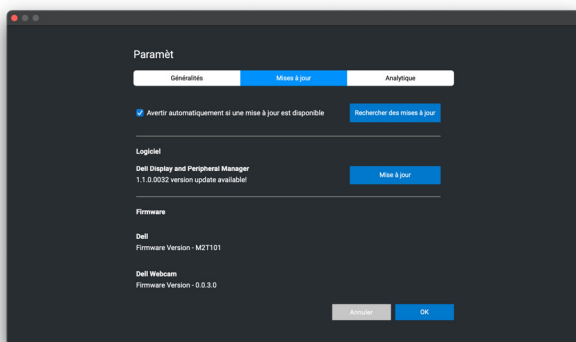 Paramèt
Généralités
Mises à jour
Analytique
Avertir automatiquement si une mise à jour est disponible
Rechercher des mises à jour
Logiciel
Dell Display and Peripheral Manager
1.1.0.0032 version update available!
Mise à jour
Firmware
Dell
Firmware Version - M2T101
Dell Webcam
Firmware Version - 0.0.3.0
Annuler
OK